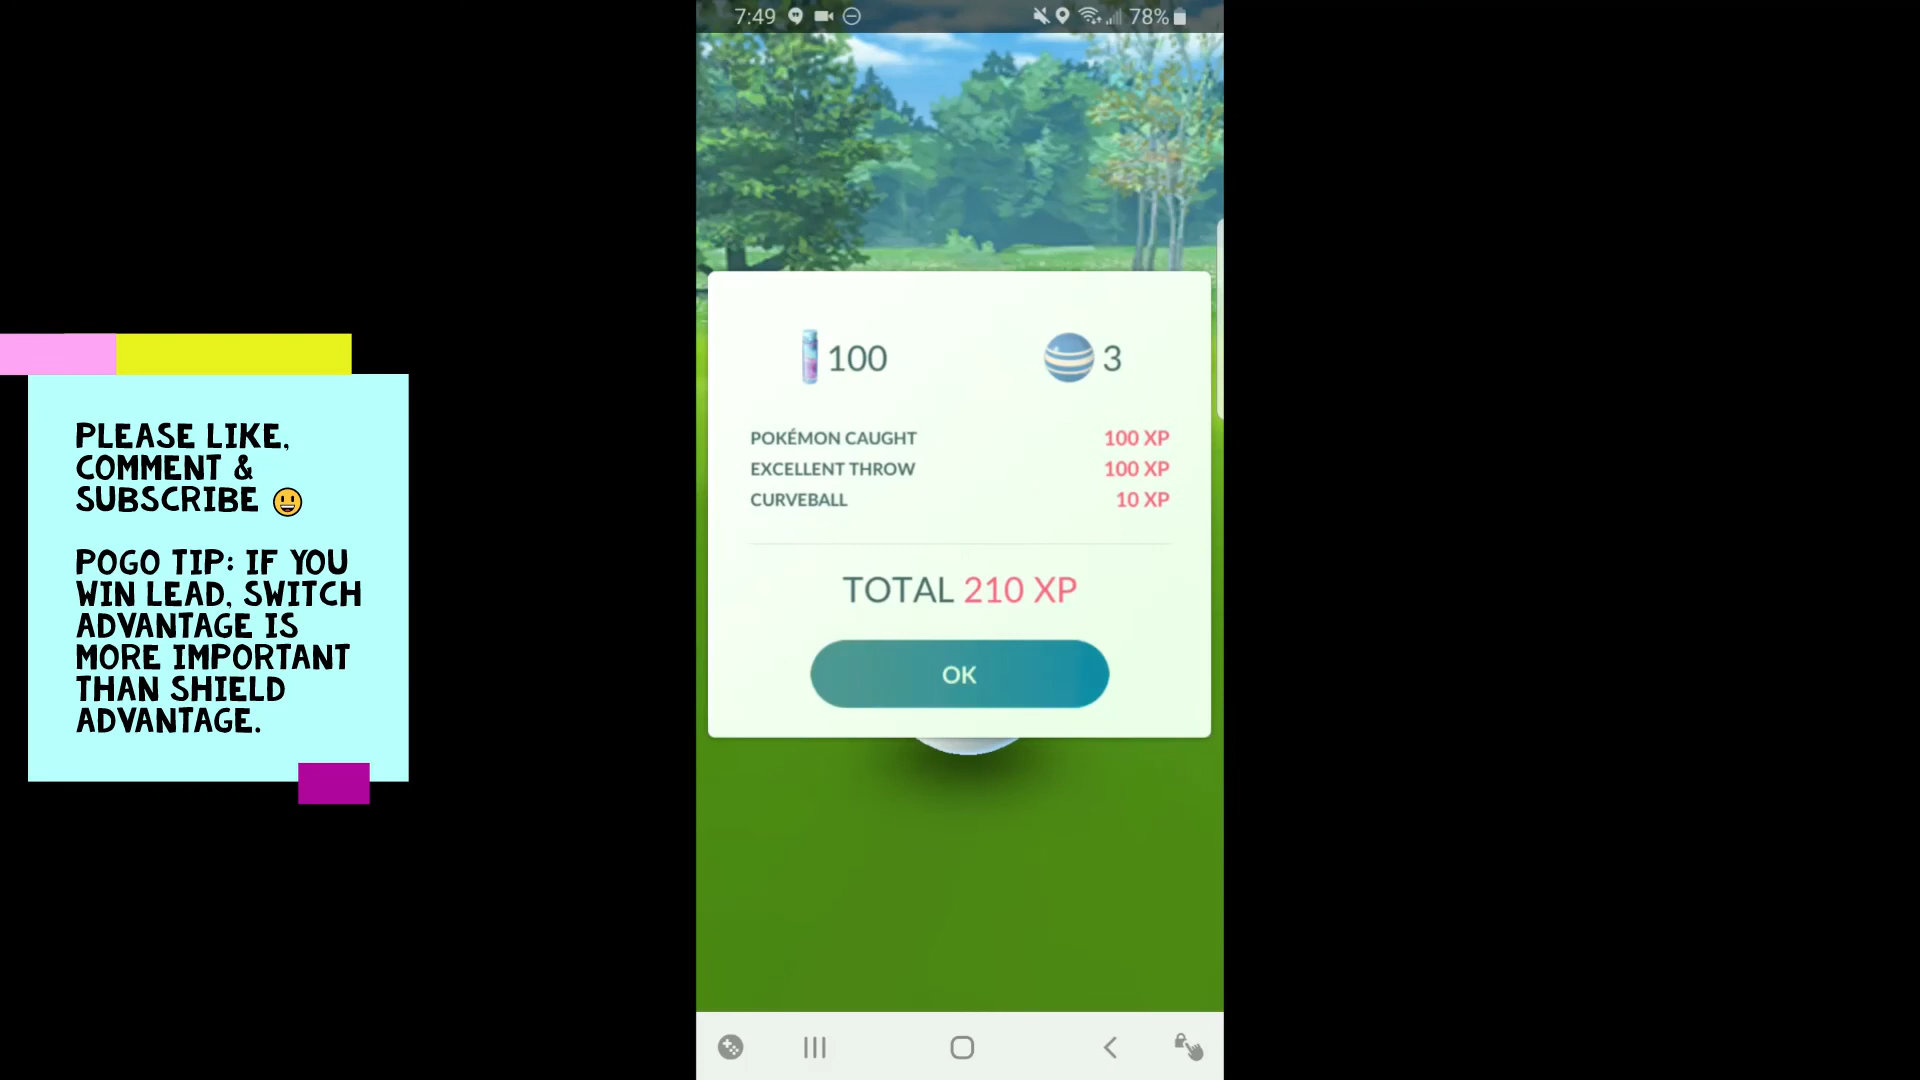 7:49 78%
PLEASE LIKE,
COMMENT &
SUBSCRIBE 😃
POGO TIP: IF YOU
WIN LEAD, SWITCH
ADVANTAGE IS
MORE IMPORTANT
THAN SHIELD
ADVANTAGE.
100 3
POKÉMON CAUGHT 100 XP
EXCELLENT THROW 100 XP
CURVEBALL 10 XP
TOTAL 210 XP
OK